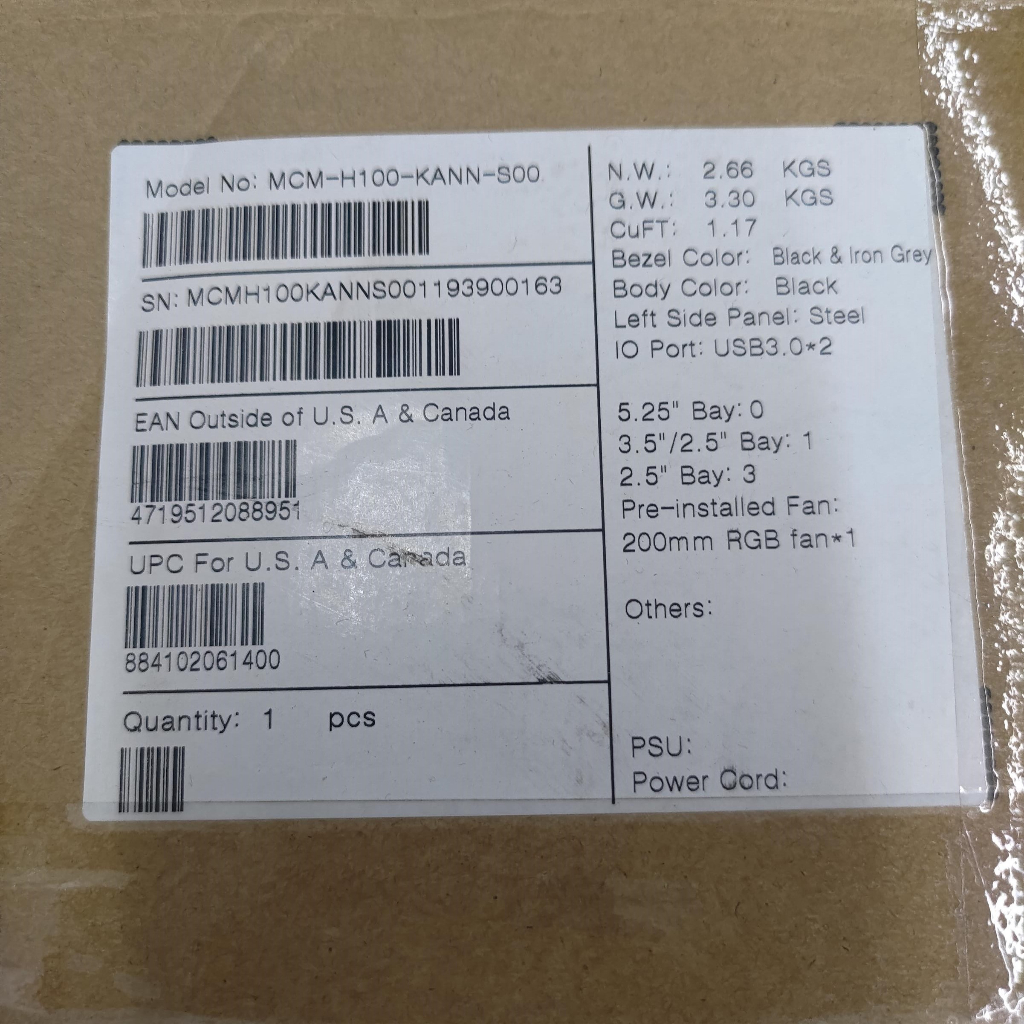 Model No: MCM-H100-KANN-S00
SN: MCMH100KANNS001193900163
EAN Outside of U.S. A & Canada
4719512088951
UPC For U.S. A & Canada
884102061400
Quantity: 1 pcs
N.W.: 2.66 KGS
G.W.: 3.30 KGS
CuFT: 1.17
Bezel Color: Black & Iron Grey
Body Color: Black
Left Side Panel: Steel
IO Port: USB3.0*2
5.25" Bay: 0
3.5"/2.5" Bay: 1
2.5" Bay: 3
Pre-installed Fan:
200mm RGB fan*1
Others:
PSU:
Power Cord: